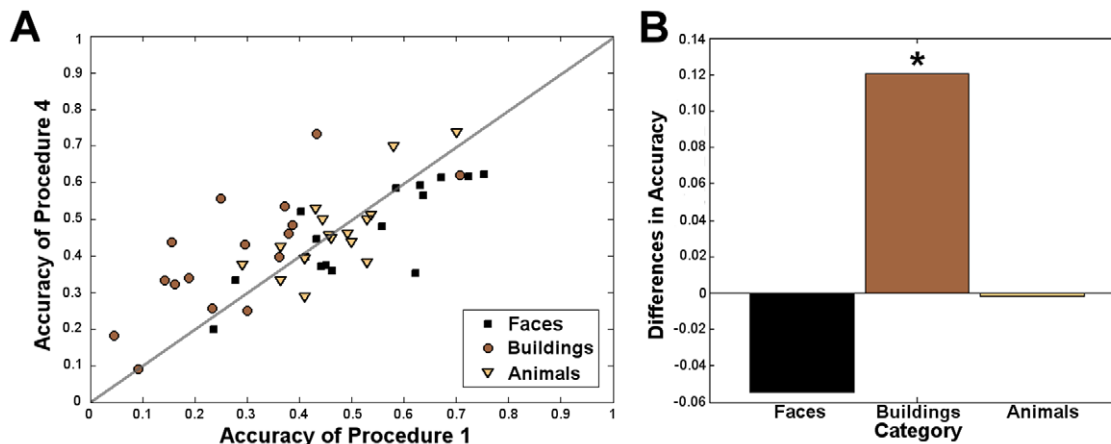 A
Accuracy of Procedure 4
1
0.9
0.8
0.7
0.6
0.5
0.4
0.3
0.2
0.1
0
0 0.1 0.2 0.3 0.4 0.5 0.6 0.7 0.8 0.9 1
Accuracy of Procedure 1
Faces
Buildings
Animals
B
Differences in Accuracy
0.14
0.12
0.10
0.08
0.06
0.04
0.02
0
-0.02
-0.04
-0.06
*
Faces Buildings Animals
Category